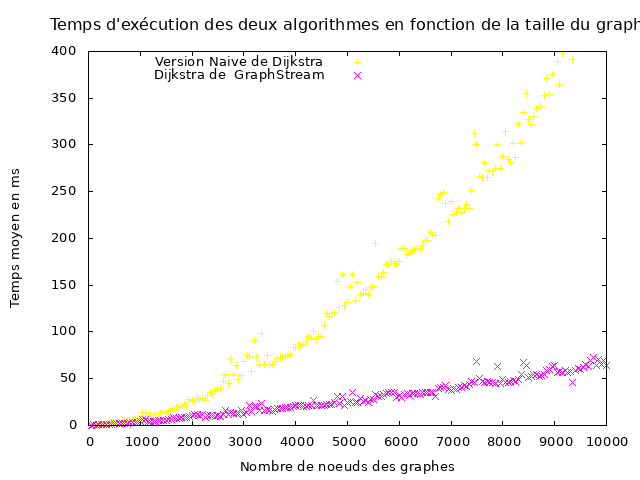 Temps d'exécution des deux algorithmes en fonction de la taille du graph
Version Naive de Dijkstra
Dijkstra de GraphStream
400
350
300
250
200
150
100
50
0
Temps moyen en ms
0 1000 2000 3000 4000 5000 6000 7000 8000 9000 10000
Nombre de noeuds des graphes